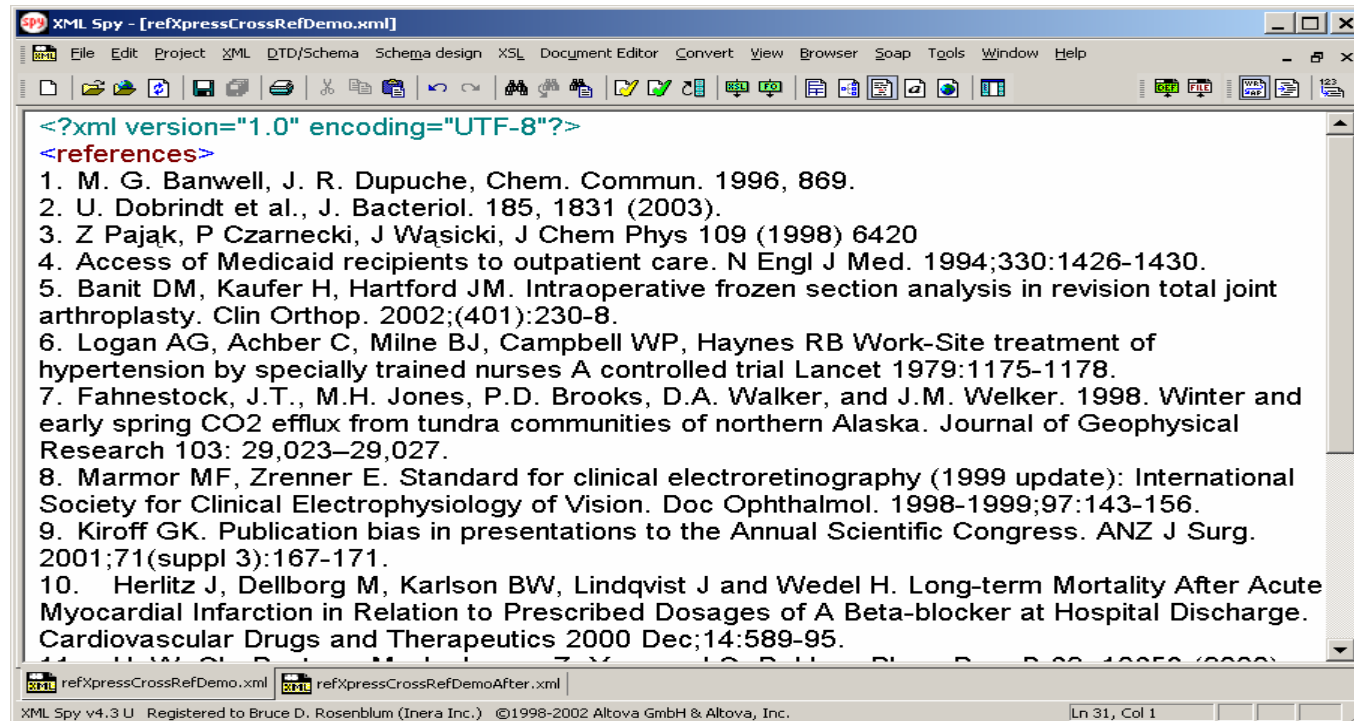 XML Spy - [refXpressCrossRefDemo.xml]
File Edit Project XML DTD/Schema Schema design XSL Document Editor Convert View Browser Soap Tools Window Help
<?xml version="1.0" encoding="UTF-8"?>
<references>
1. M. G. Banwell, J. R. Dupuche, Chem. Commun. 1996, 869.
2. U. Dobrindt et al., J. Bacteriol. 185, 1831 (2003).
3. Z Pająk, P Czarnecki, J Wąsicki, J Chem Phys 109 (1998) 6420
4. Access of Medicaid recipients to outpatient care. N Engl J Med. 1994;330:1426-1430.
5. Banit DM, Kaufer H, Hartford JM. Intraoperative frozen section analysis in revision total joint
arthroplasty. Clin Orthop. 2002;(401):230-8.
6. Logan AG, Achber C, Milne BJ, Campbell WP, Haynes RB Work-Site treatment of
hypertension by specially trained nurses A controlled trial Lancet 1979:1175-1178.
7. Fahnestock, J.T., M.H. Jones, P.D. Brooks, D.A. Walker, and J.M. Welker. 1998. Winter and
early spring CO2 efflux from tundra communities of northern Alaska. Journal of Geophysical
Research 103: 29,023–29,027.
8. Marmor MF, Zrenner E. Standard for clinical electroretinography (1999 update): International
Society for Clinical Electrophysiology of Vision. Doc Ophthalmol. 1998-1999;97:143-156.
9. Kiroff GK. Publication bias in presentations to the Annual Scientific Congress. ANZ J Surg.
2001;71(suppl 3):167-171.
10. Herlitz J, Dellborg M, Karlson BW, Lindqvist J and Wedel H. Long-term Mortality After Acute
Myocardial Infarction in Relation to Prescribed Dosages of A Beta-blocker at Hospital Discharge.
Cardiovascular Drugs and Therapeutics 2000 Dec;14:589-95.
refXpressCrossRefDemo.xml refXpressCrossRefDemoAfter.xml
XML Spy v4.3 U Registered to Bruce D. Rosenblum (Inera Inc.) ©1998-2002 Altova GmbH & Altova, Inc. Ln 31, Col 1